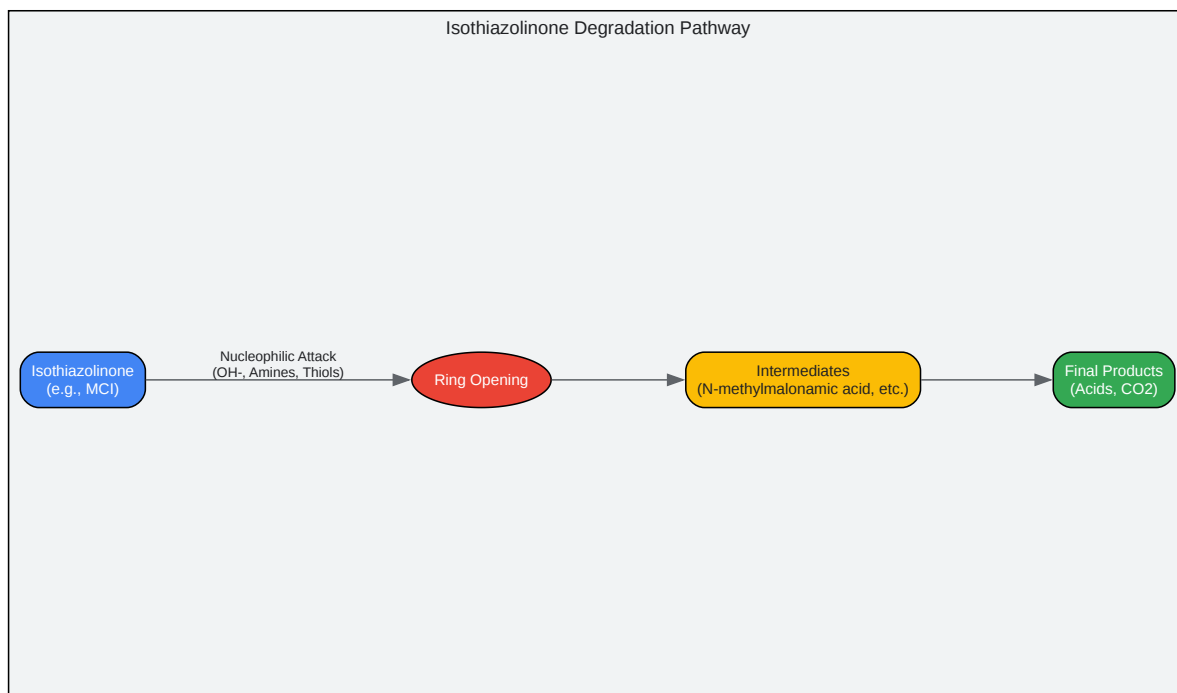 Isothiazolinone Degradation Pathway
Isothiazolinone
(e.g., MCI)
Nucleophilic Attack
(OH-, Amines, Thiols)
Ring Opening
Intermediates
(N-methylmalonamic acid, etc.)
Final Products
(Acids, CO2)